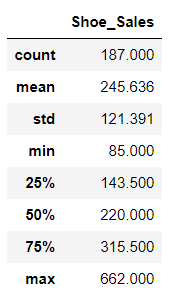 Shoe_Sales
count 187.000
mean 245.636
std 121.391
min 85.000
25% 143.500
50% 220.000
75% 315.500
max 662.000